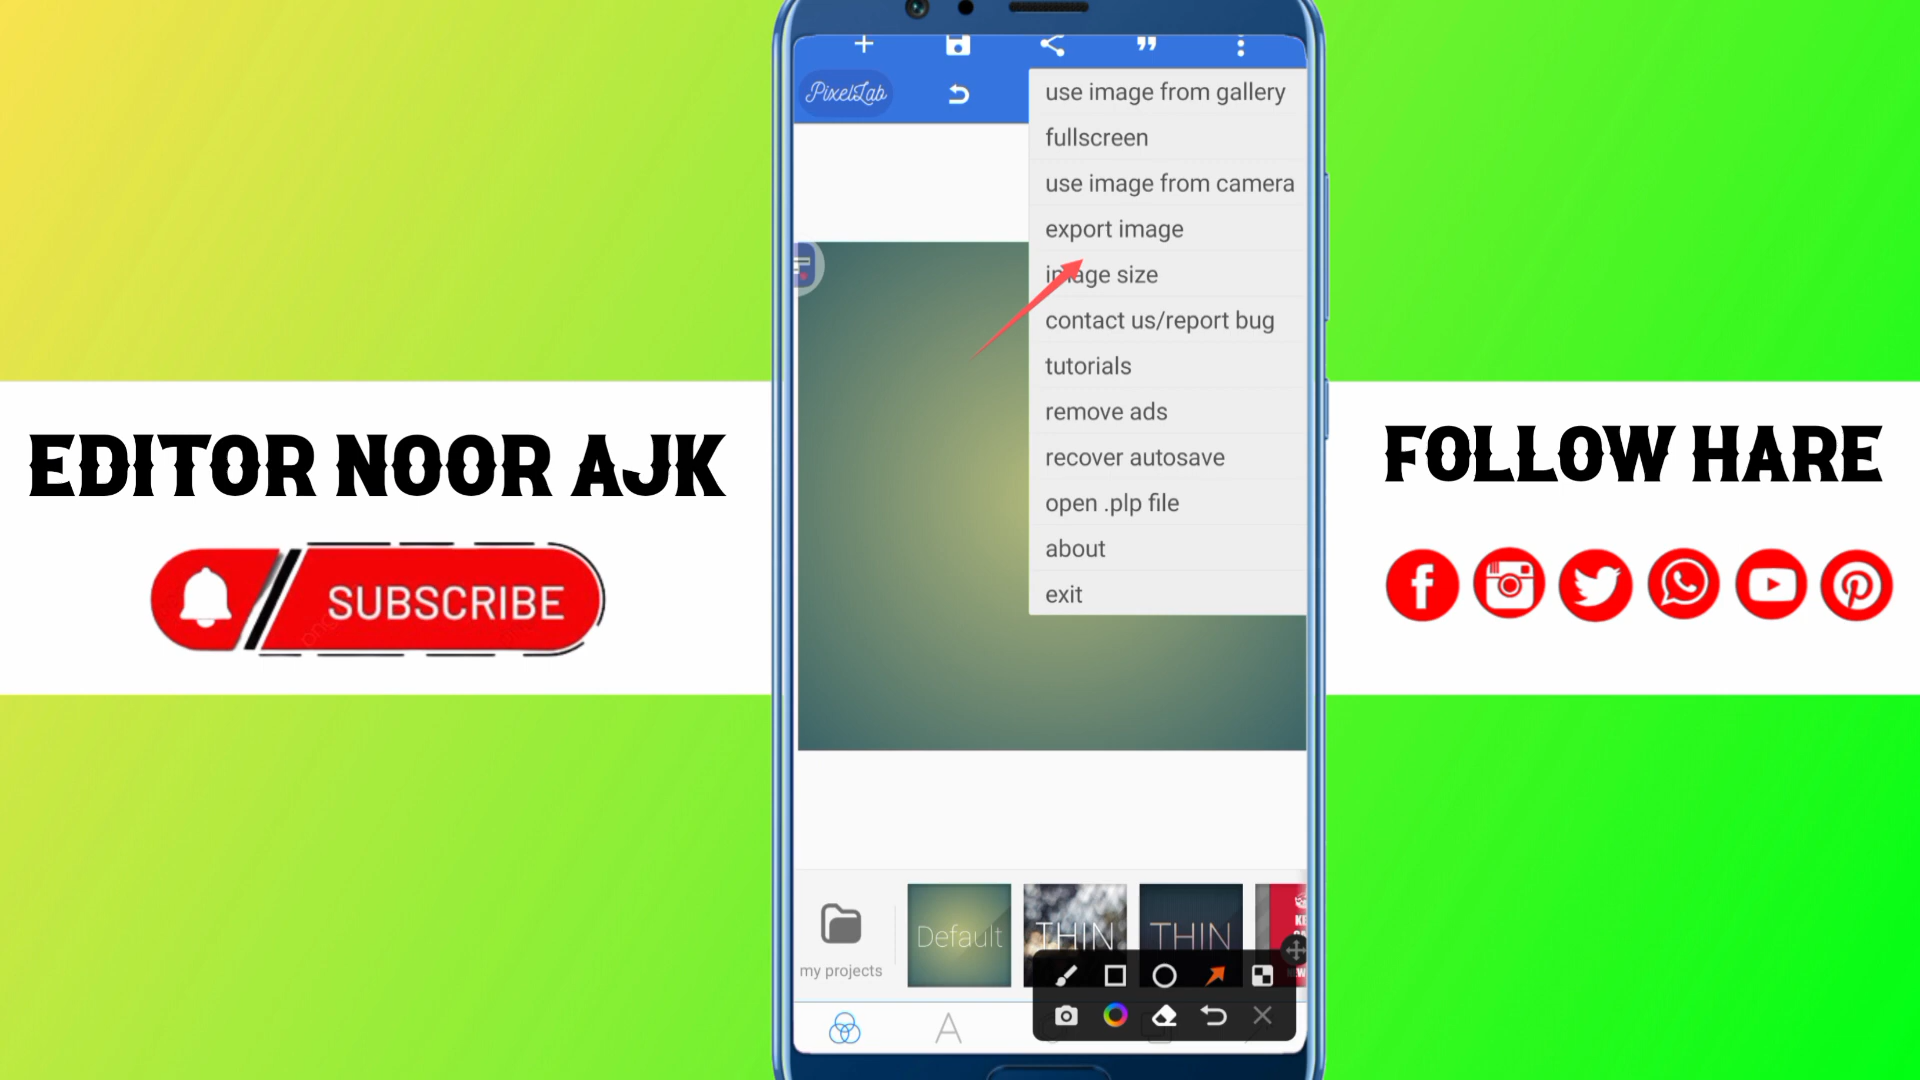 PixelLab
use image from gallery
fullscreen
use image from camera
export image
image size
contact us/report bug
tutorials
remove ads
recover autosave
open .plp file
about
exit
EDITOR NOOR AJK
SUBSCRIBE
FOLLOW HARE
my projects
Default
THIN
THIN